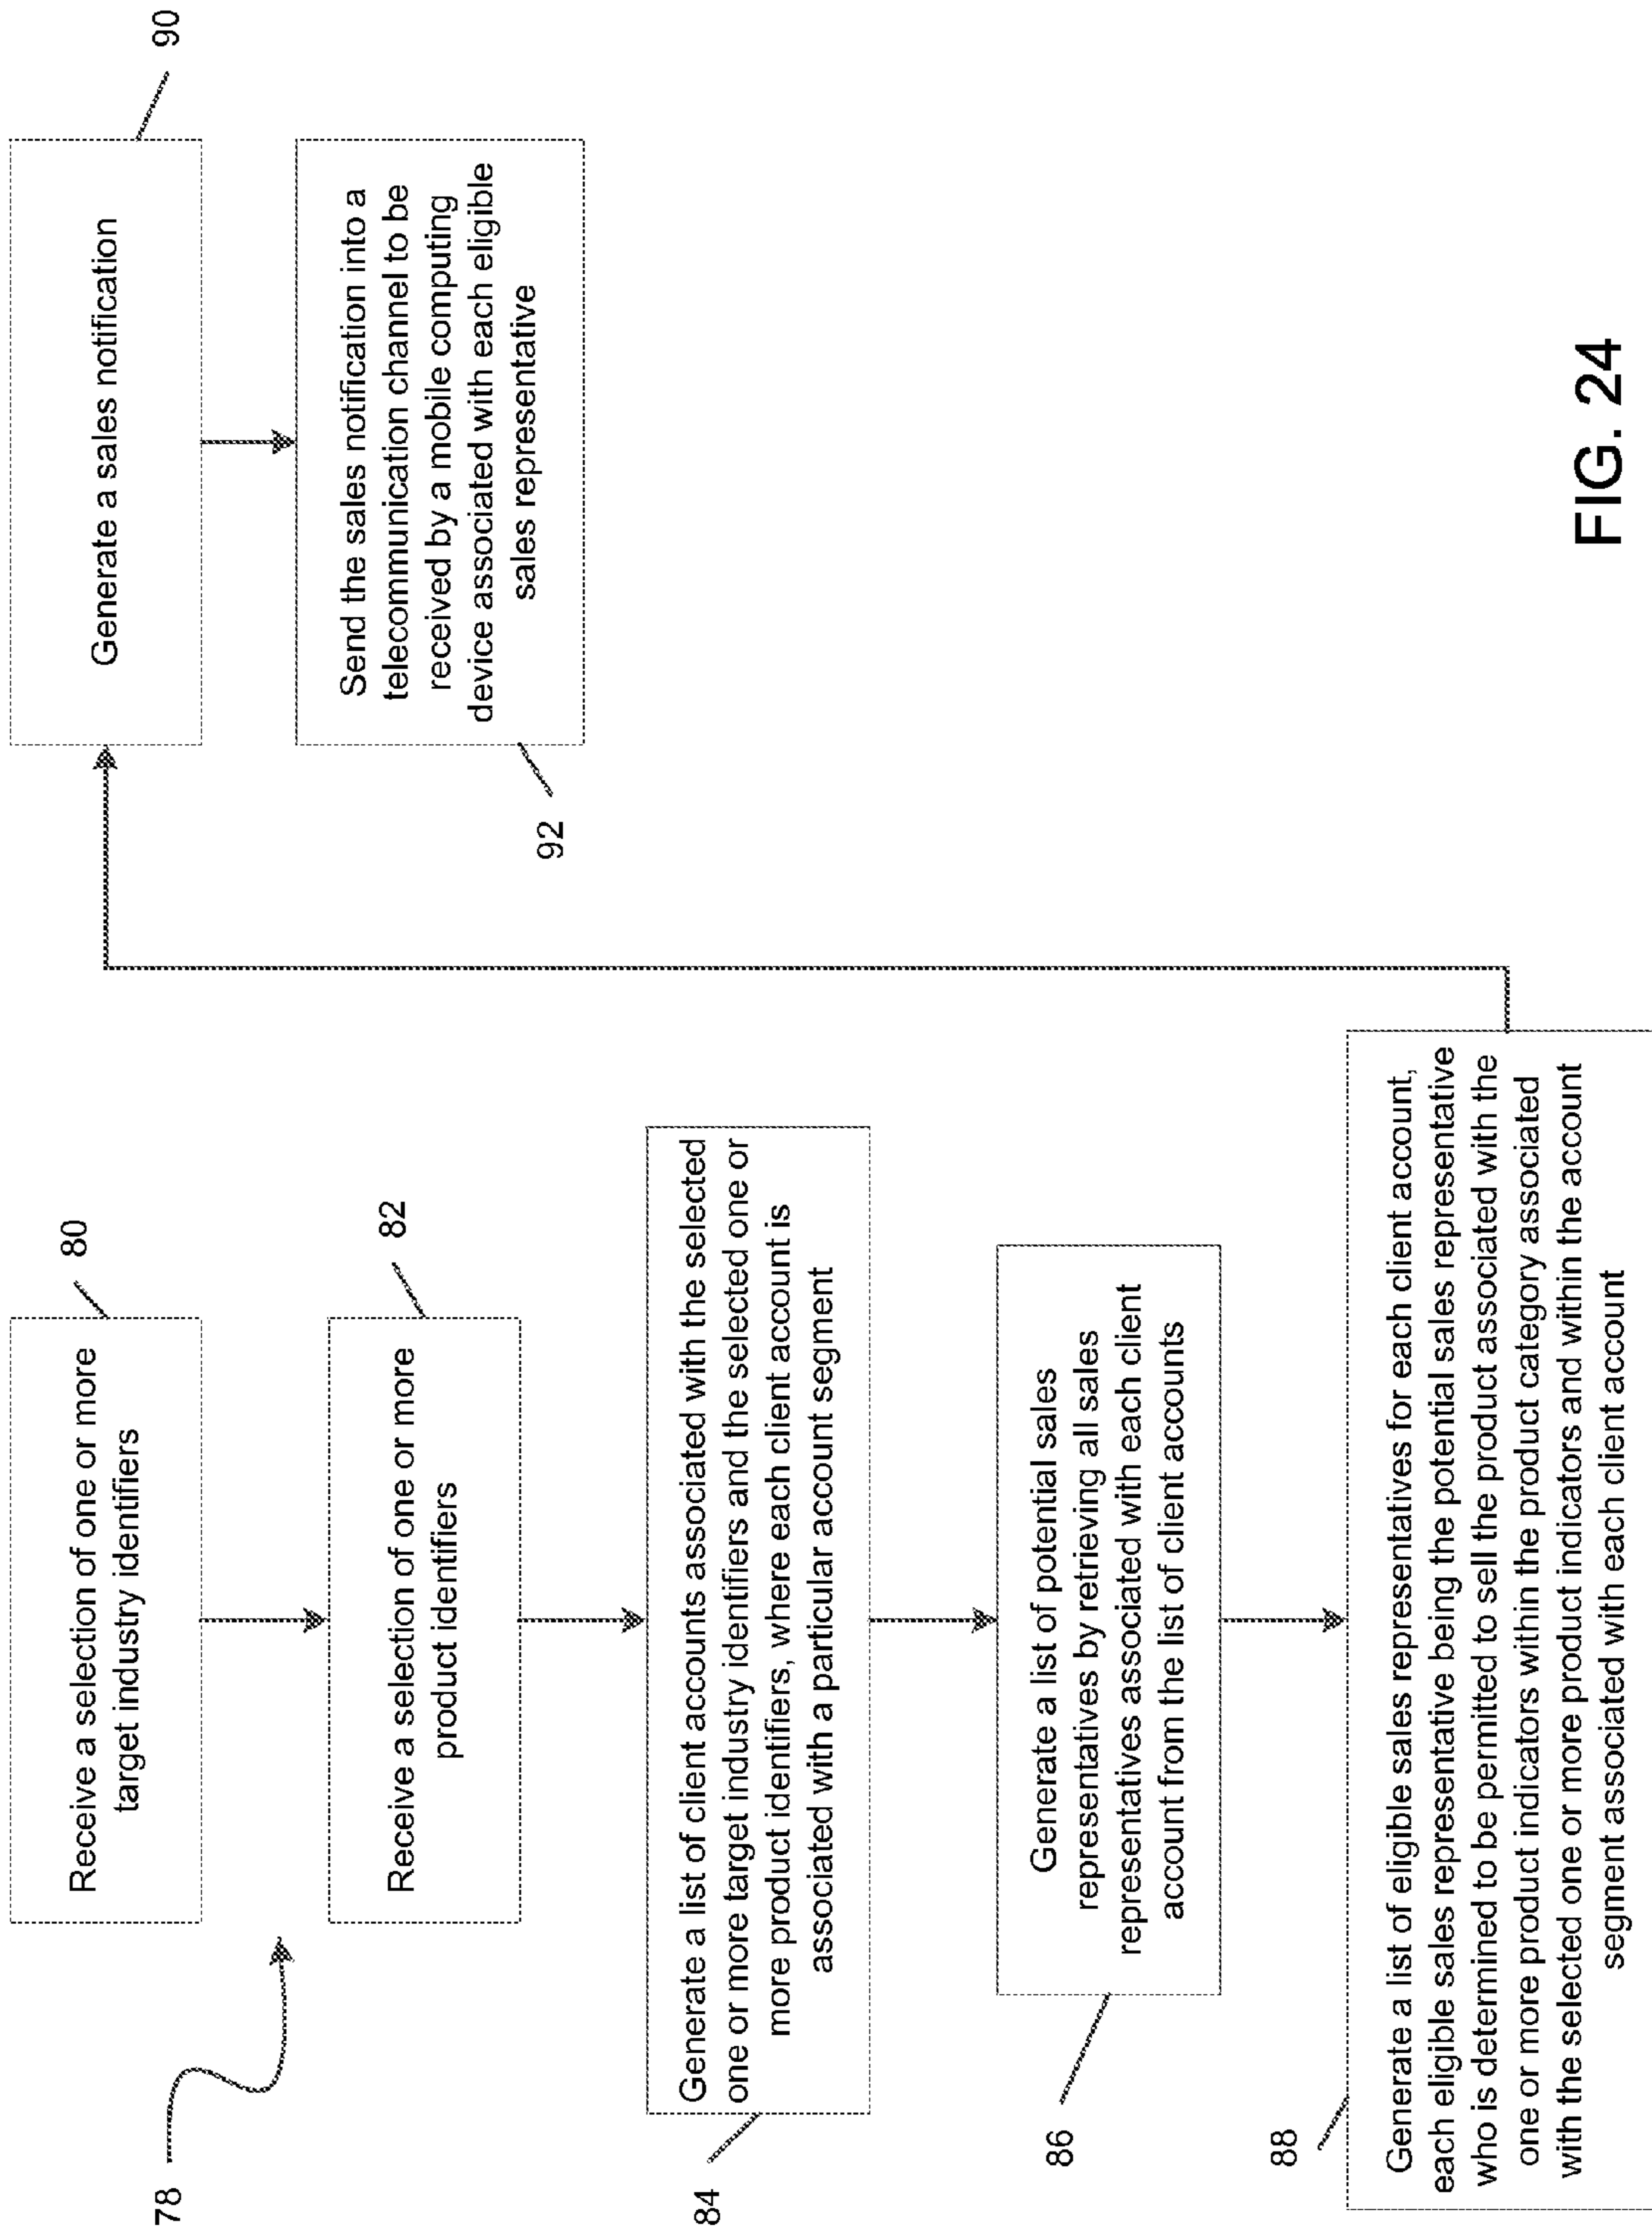 78
80
Receive a selection of one or more
target industry identifiers
82
Receive a selection of one or more
product identifiers
84
Generate a list of client accounts associated with the selected
one or more target industry identifiers and the selected one or
more product identifiers, where each client account is
associated with a particular account segment
86
Generate a list of potential sales
representatives by retrieving all sales
representatives associated with each client
account from the list of client accounts
88
Generate a list of eligible sales representatives for each client account,
each eligible sales representative being the potential sales representative
who is determined to be permitted to sell the product associated with the
one or more product indicators within the product category associated
with the selected one or more product indicators and within the account
segment associated with each client account
90
Generate a sales notification
92
Send the sales notification into a
telecommunication channel to be
received by a mobile computing
device associated with each eligible
sales representative
FIG. 24